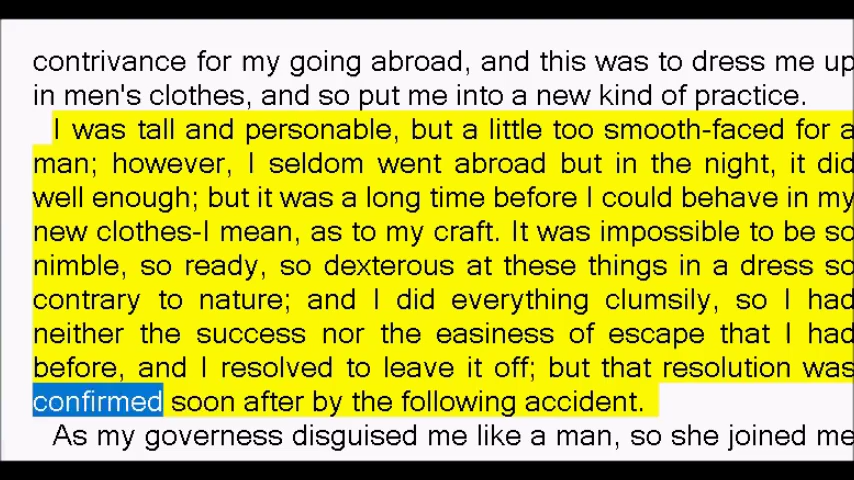 contrivance for my going abroad, and this was to dress me up
in men's clothes, and so put me into a new kind of practice.
I was tall and personable, but a little too smooth-faced for a
man; however, I seldom went abroad but in the night, it did
well enough; but it was a long time before I could behave in my
new clothes-I mean, as to my craft. It was impossible to be so
nimble, so ready, so dexterous at these things in a dress so
contrary to nature; and I did everything clumsily, so I had
neither the success nor the easiness of escape that I had
before, and I resolved to leave it off; but that resolution was
confirmed soon after by the following accident.
As my governess disguised me like a man, so she joined me